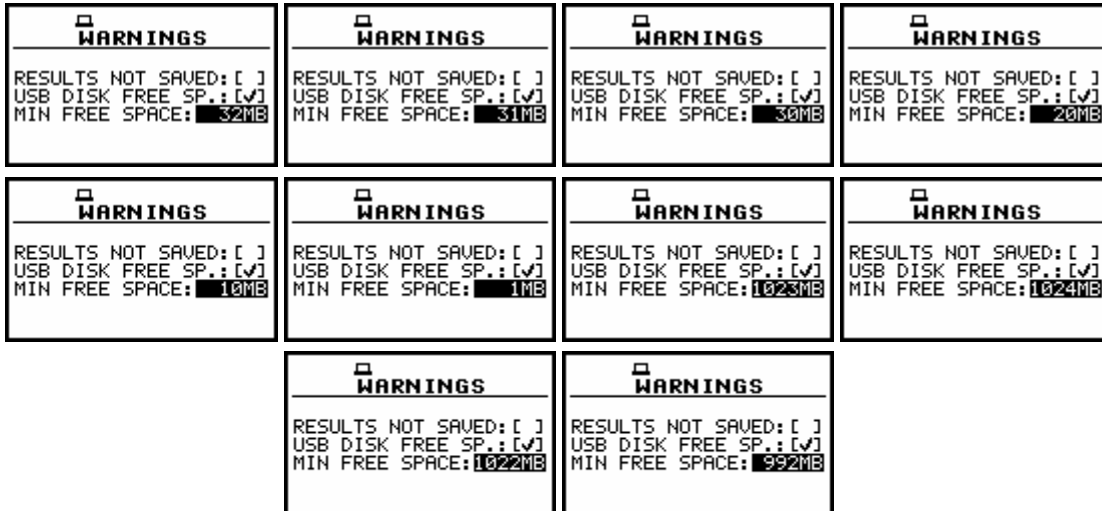 WARNINGS
RESULTS NOT SAVED:[ ]
USB DISK FREE SP.:[✓]
MIN FREE SPACE: 32MB
WARNINGS
RESULTS NOT SAVED:[ ]
USB DISK FREE SP.:[✓]
MIN FREE SPACE: 31MB
WARNINGS
RESULTS NOT SAVED:[ ]
USB DISK FREE SP.:[✓]
MIN FREE SPACE: 30MB
WARNINGS
RESULTS NOT SAVED:[ ]
USB DISK FREE SP.:[✓]
MIN FREE SPACE: 20MB
WARNINGS
RESULTS NOT SAVED:[ ]
USB DISK FREE SP.:[✓]
MIN FREE SPACE: 10MB
WARNINGS
RESULTS NOT SAVED:[ ]
USB DISK FREE SP.:[✓]
MIN FREE SPACE: 1MB
WARNINGS
RESULTS NOT SAVED:[ ]
USB DISK FREE SP.:[✓]
MIN FREE SPACE:1023MB
WARNINGS
RESULTS NOT SAVED:[ ]
USB DISK FREE SP.:[✓]
MIN FREE SPACE:1024MB
WARNINGS
RESULTS NOT SAVED:[ ]
USB DISK FREE SP.:[✓]
MIN FREE SPACE:1022MB
WARNINGS
RESULTS NOT SAVED:[ ]
USB DISK FREE SP.:[✓]
MIN FREE SPACE: 992MB